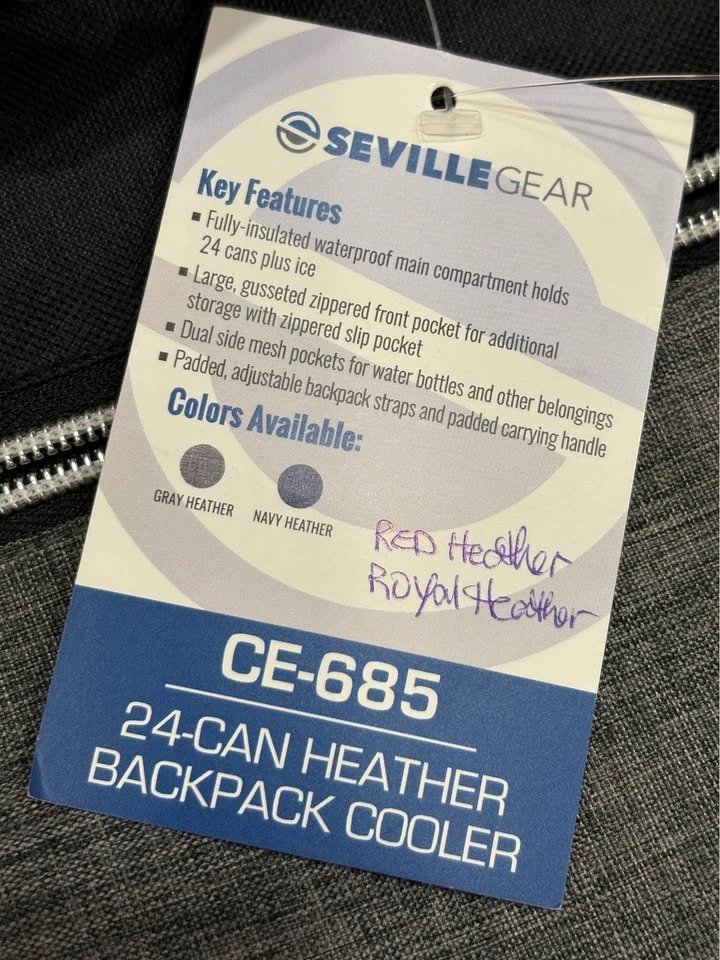 SEVILLEGEAR
Key Features
▪ Fully-insulated waterproof main compartment holds
24 cans plus ice
▪ Large, gusseted zippered front pocket for additional
storage with zippered slip pocket
▪ Dual side mesh pockets for water bottles and other belongings
▪ Padded, adjustable backpack straps and padded carrying handle
Colors Available:
GRAY HEATHER NAVY HEATHER
RED Heather
ROYal Heather
CE-685
24-CAN HEATHER
BACKPACK COOLER